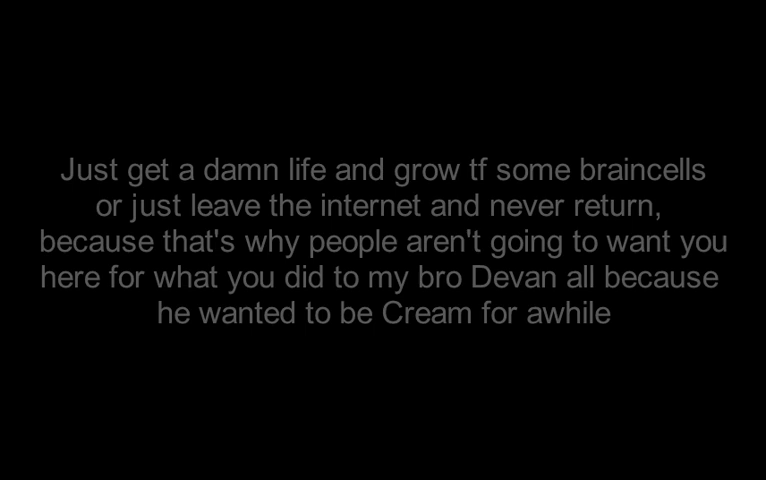 Just get a damn life and grow tf some braincells
or just leave the internet and never return,
because that's why people aren't going to want you
here for what you did to my bro Devan all because
he wanted to be Cream for awhile